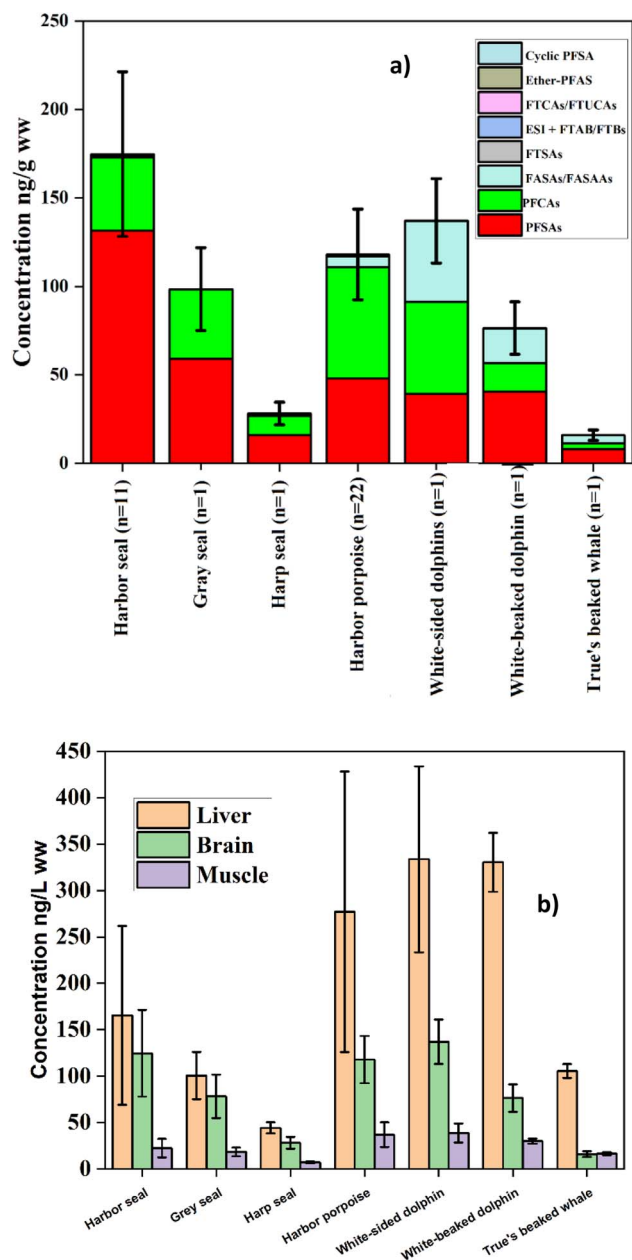 250
200
150
100
50
0
Concentration ng/g ww
a)
Cyclic PFSA
Ether-PFAS
FTCAs/FTUCAs
ESI + FTAB/FTBs
FTSAs
FASAs/FASAAs
PFCAs
PFSAs
Harbor seal (n=11)
Gray seal (n=1)
Harp seal (n=1)
Harbor porpoise (n=22)
White-sided dolphins (n=1)
White-beaked dolphin (n=1)
True's beaked whale (n=1)
450
400
350
300
250
200
150
100
50
0
Concentration ng/L ww
Liver
Brain
Muscle
b)
Harbor seal
Grey seal
Harp seal
Harbor porpoise
White-sided dolphin
White-beaked dolphin
True's beaked whale